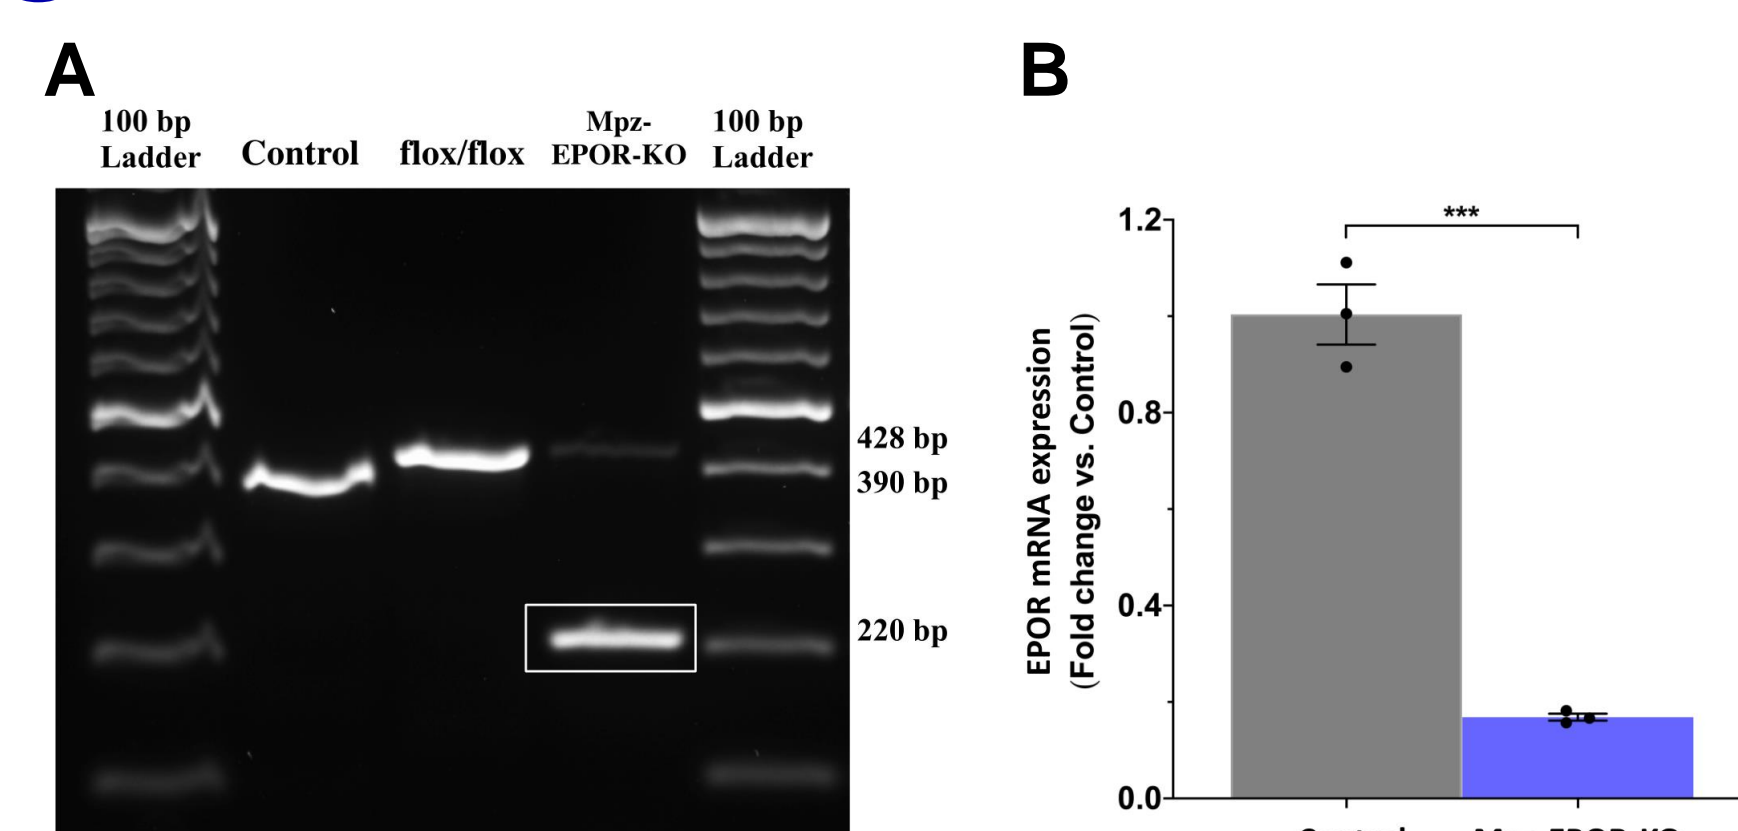 A
100 bp
Ladder
Control
flox/flox
Mpz-
EPOR-KO
100 bp
Ladder
428 bp
390 bp
220 bp
B
EPOR mRNA expression
(Fold change vs. Control)
1.2
0.8
0.4
0.0
***